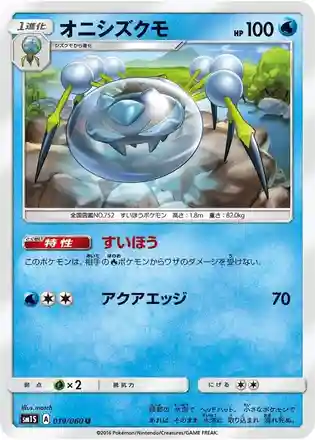 1進化
オニシズクモ
HP 100
シズクモから進化
全国図鑑NO.752 すいほうポケモン 高さ:1.8m 重さ:82.0kg
特性 すいほう
このポケモンは、相手の🔥ポケモンからワザのダメージを受けない。
アクアエッジ 70
弱点 ×2 抵抗力 にげる
illus.match
sm1S A 019/060 U
©2016 Pokémon/Nintendo/Creatures/GAME FREAK.